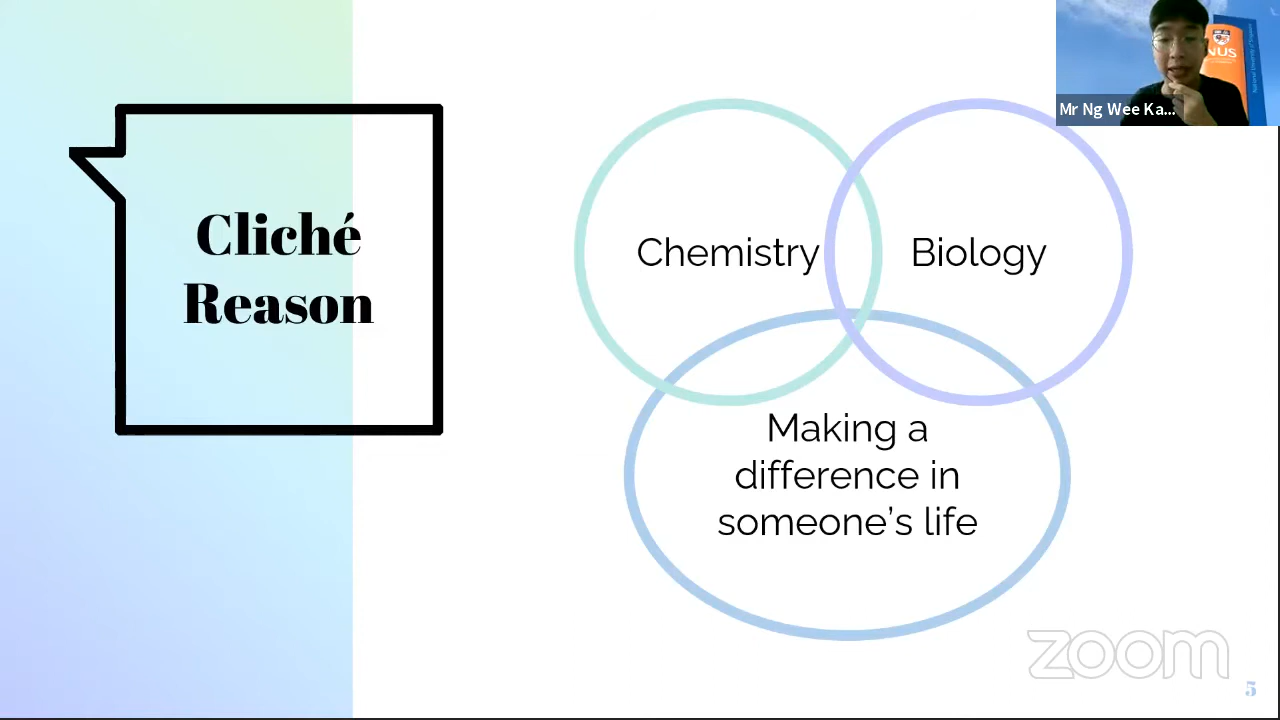 Cliché
Reason
Chemistry
Biology
Making a
difference in
someone's life
NUS
Mr Ng Wee Ka...
zoom
5